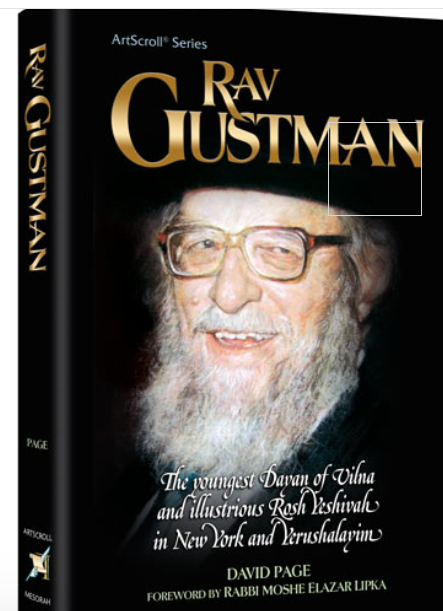 ArtScroll® Series
RAV
GUSTMAN
The youngest Dayan of Vilna
and illustrious Rosh Yeshivah
in New York and Yerushalayim
DAVID PAGE
FOREWORD BY RABBI MOSHE ELAZAR LIPKA
RAV GUSTMAN
PAGE
ARTSCROLL
MESORAH